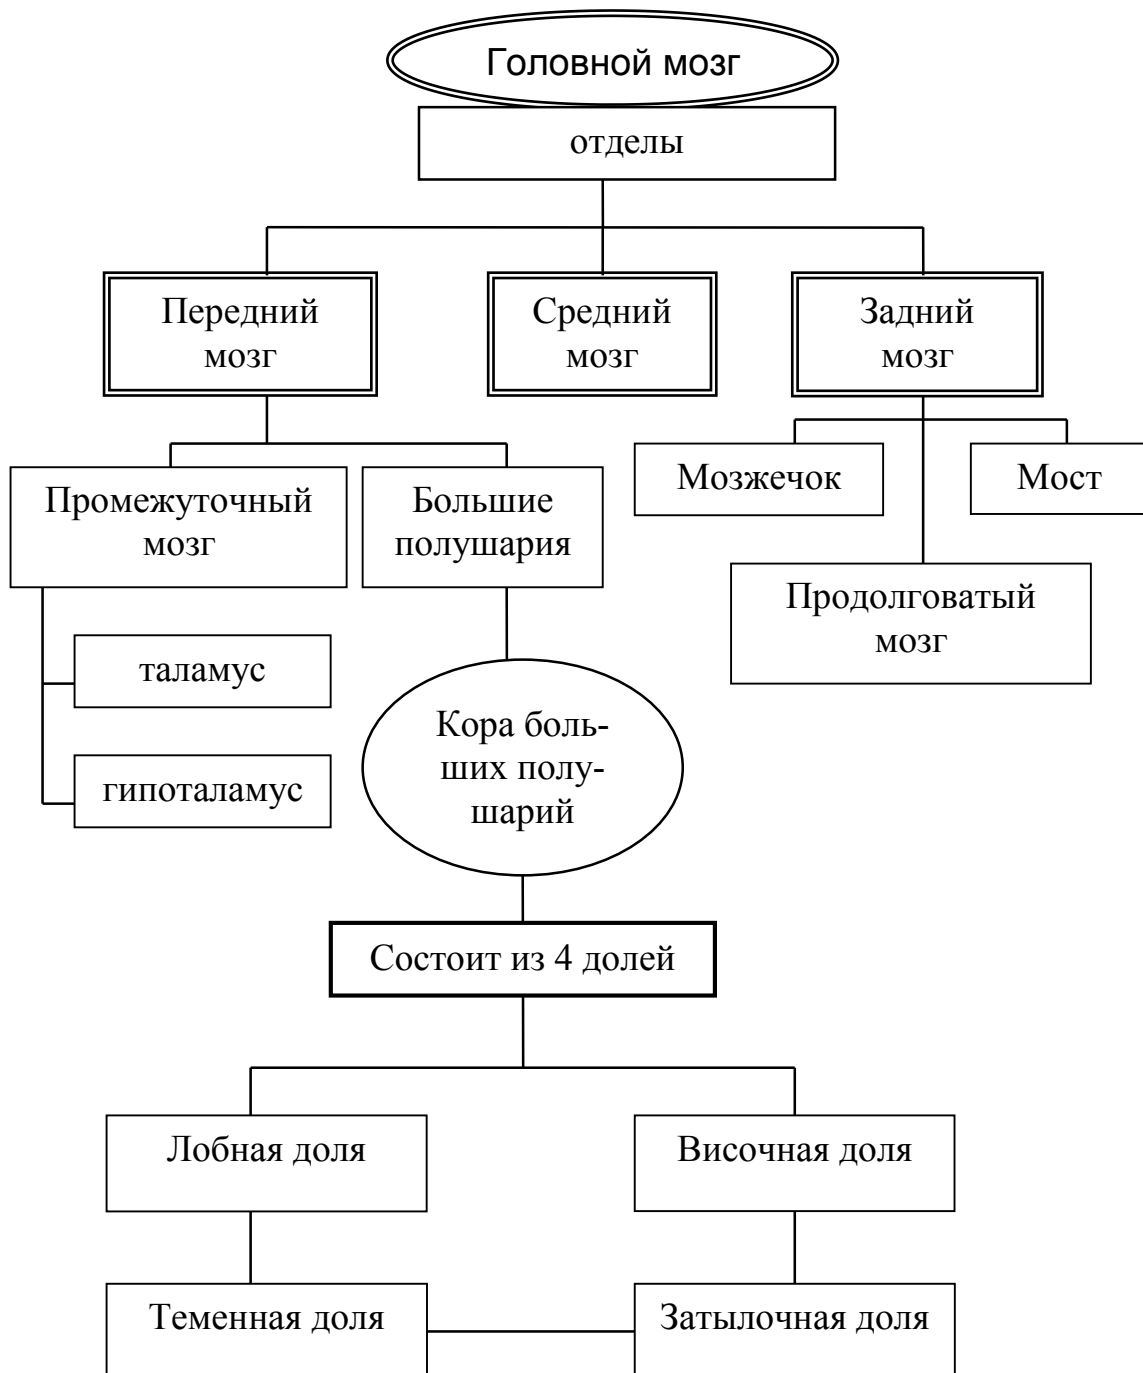 Головной мозг
отделы
Передний
мозг
Средний
мозг
Задний
мозг
Промежуточный
мозг
Большие
полушария
Мозжечок
Мост
Продолговатый
мозг
таламус
гипоталамус
Кора боль-
ших полу-
шарий
Состоит из 4 долей
Лобная доля
Височная доля
Теменная доля
Затылочная доля